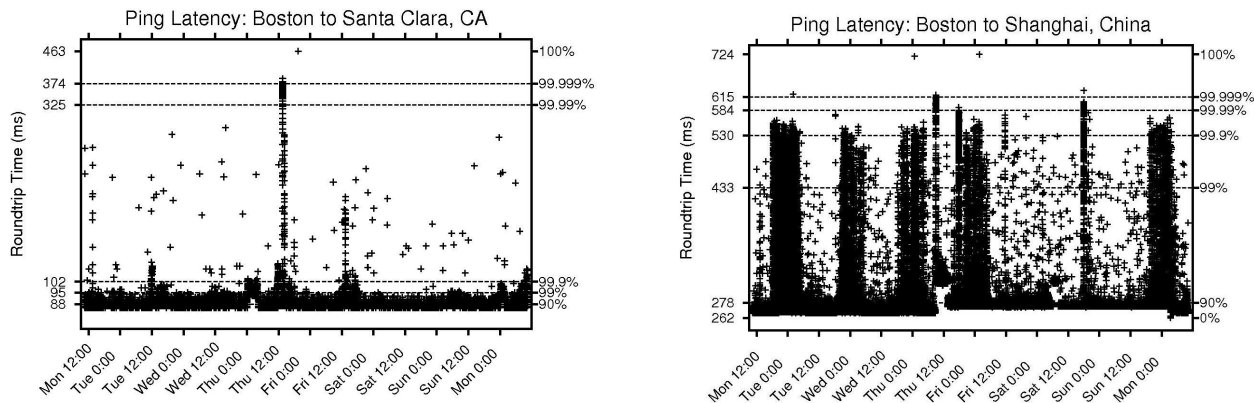 Ping Latency: Boston to Santa Clara, CA
463
374
325
102
95
88
Roundtrip Time (ms)
100%
99.999%
99.99%
99.9%
99%
90%
Mon 12:00
Tue 0:00
Tue 12:00
Wed 0:00
Wed 12:00
Thu 0:00
Thu 12:00
Fri 0:00
Fri 12:00
Sat 0:00
Sat 12:00
Sun 0:00
Sun 12:00
Mon 0:00
Ping Latency: Boston to Shanghai, China
724
615
584
530
433
278
262
Roundtrip Time (ms)
100%
99.999%
99.99%
99.9%
99%
90%
0%
Mon 12:00
Tue 0:00
Tue 12:00
Wed 0:00
Wed 12:00
Thu 0:00
Thu 12:00
Fri 0:00
Fri 12:00
Sat 0:00
Sat 12:00
Sun 0:00
Sun 12:00
Mon 0:00